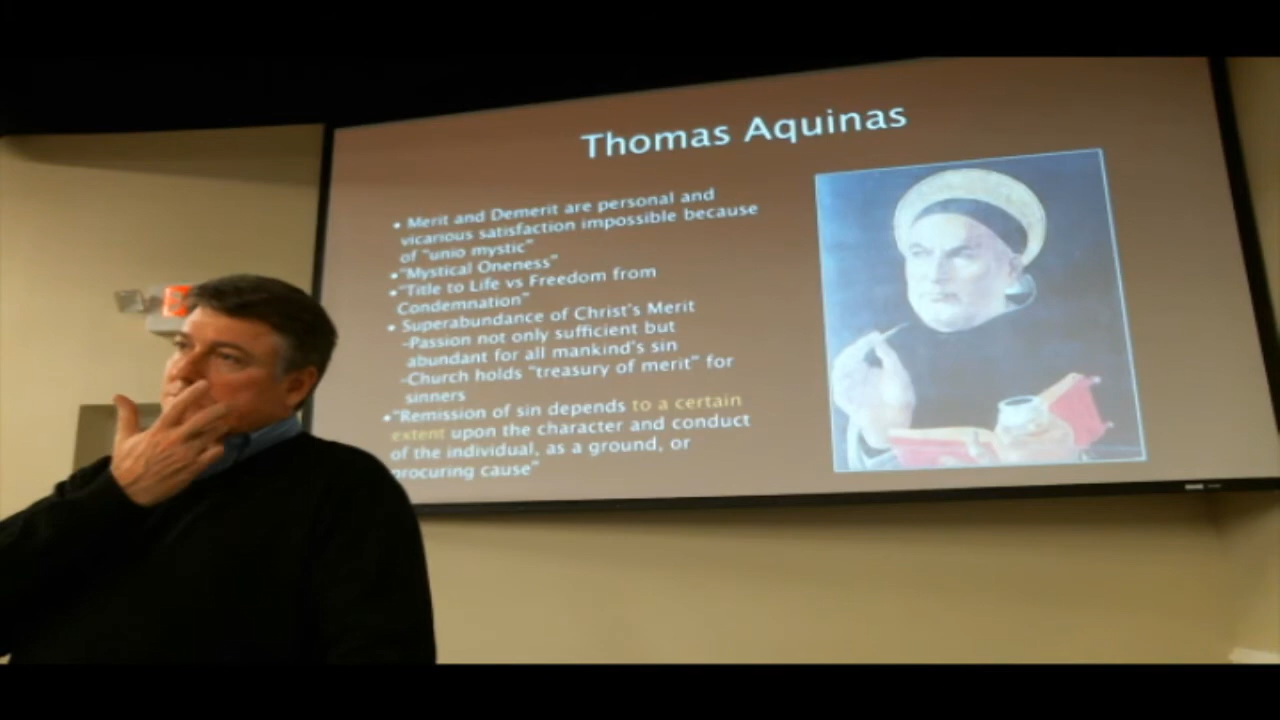 Thomas Aquinas
• Merit and Demerit are personal and
vicarious satisfaction impossible because
of "unio mystic"
•"Mystical Oneness"
•"Title to Life vs Freedom from
Condemnation"
• Superabundance of Christ's Merit
-Passion not only sufficient but
abundant for all mankind's sin
-Church holds "treasury of merit" for
sinners
•"Remission of sin depends to a certain
extent upon the character and conduct
of the individual, as a ground, or
procuring cause"